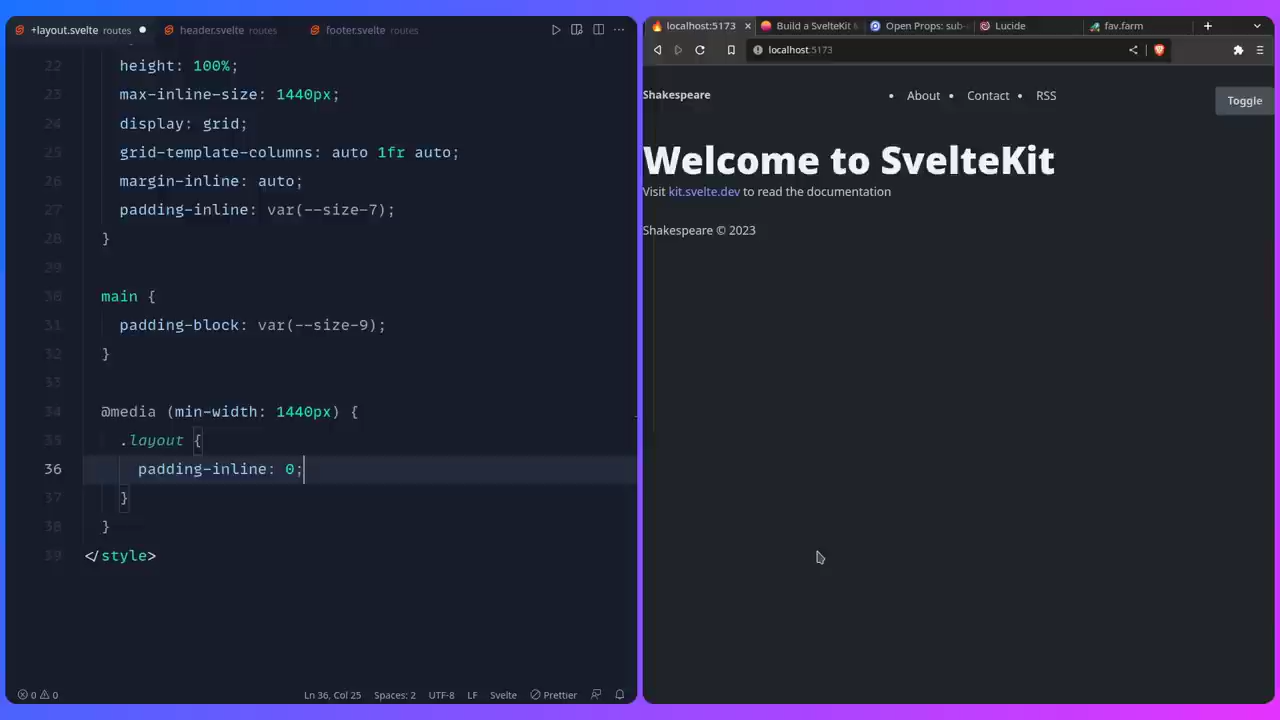 +layout.svelte routes
header.svelte routes
footer.svelte routes
22 height: 100%;
23 max-inline-size: 1440px;
24 display: grid;
25 grid-template-columns: auto 1fr auto;
26 margin-inline: auto;
27 padding-inline: var(--size-7);
28 }
29
30 main {
31 padding-block: var(--size-9);
32 }
33
34 @media (min-width: 1440px) {
35 .layout {
36 padding-inline: 0;
37 }
38 }
39 </style>
0 0
Ln 36, Col 25 Spaces: 2 UTF-8 LF Svelte Prettier
localhost:5173
Build a SvelteKit
Open Props: sub-
Lucide
fav.farm
localhost:5173
Shakespeare
• About • Contact • RSS
Toggle
Welcome to SvelteKit
Visit kit.svelte.dev to read the documentation
Shakespeare © 2023